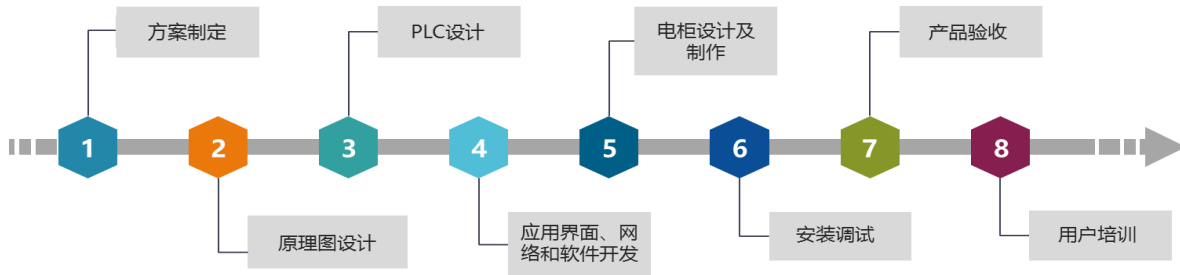 方案制定
PLC设计
电柜设计及
制作
产品验收
1
2
3
4
5
6
7
8
原理图设计
应用界面、网
络和软件开发
安装调试
用户培训